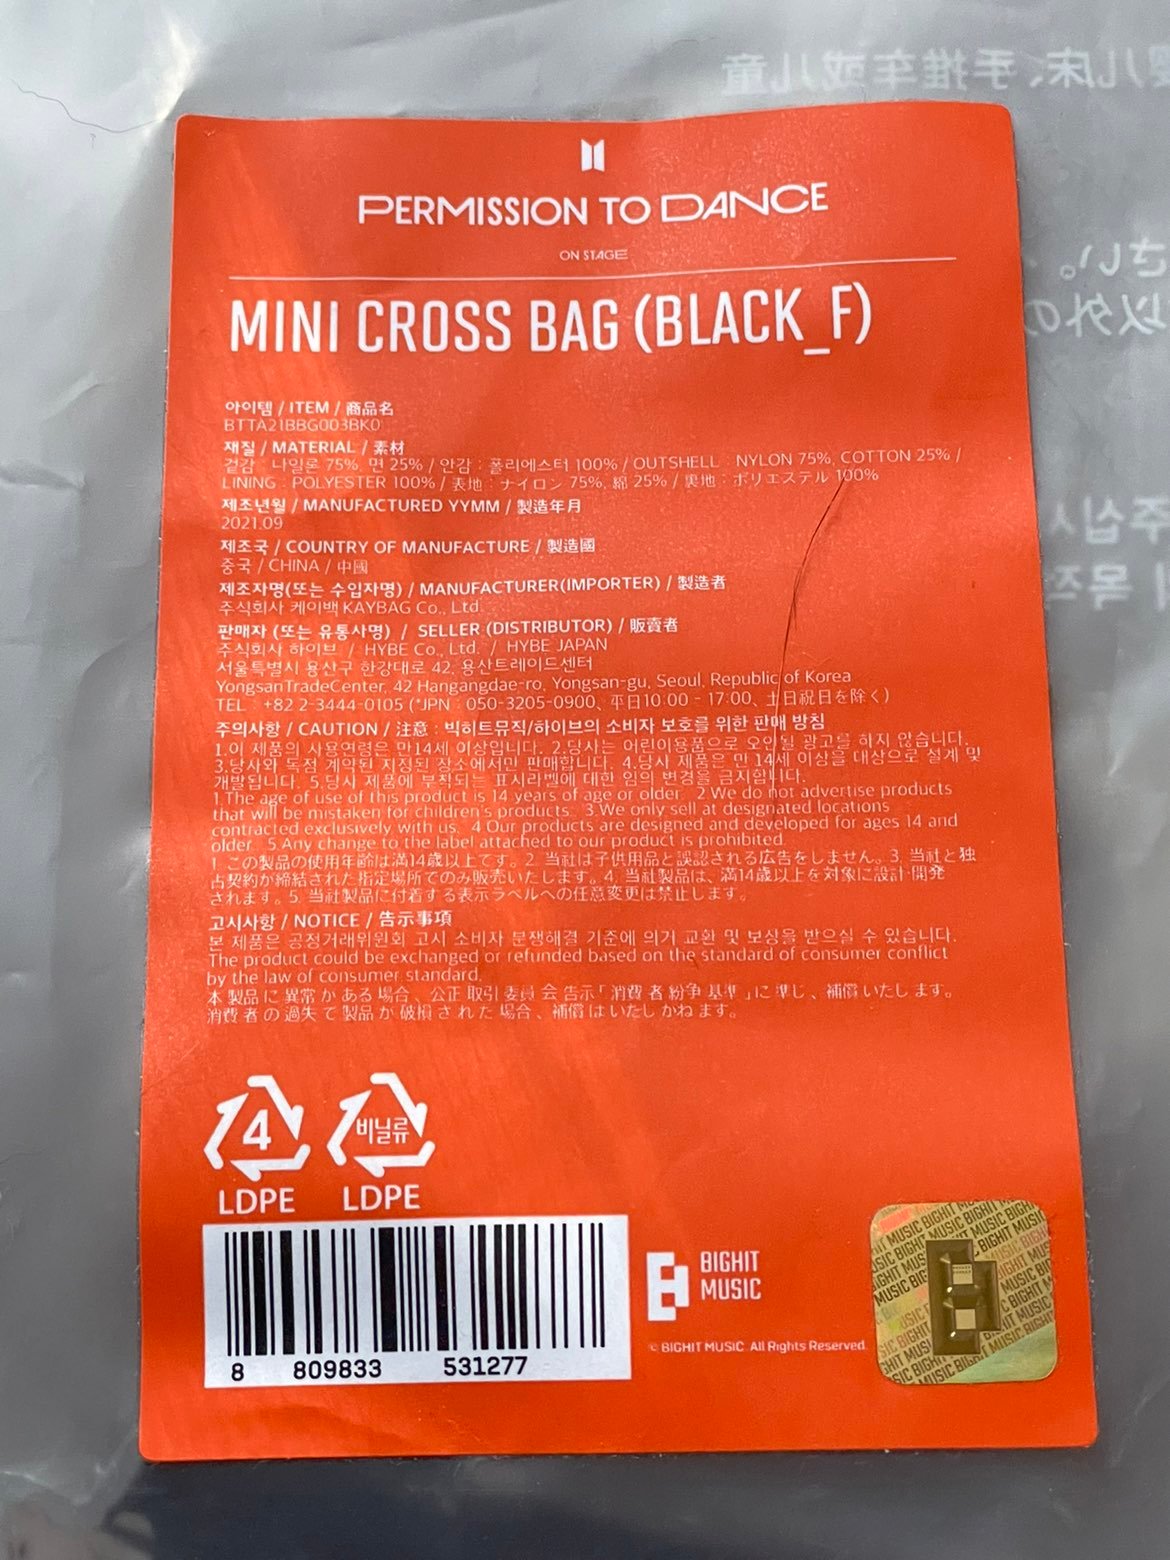 PERMISSION TO DANCE
ON STAGE
MINI CROSS BAG (BLACK_F)
아이템 / ITEM / 商品名
BTTA21BBG003BK0
재질 / MATERIAL / 素材
겉감 : 나일론 75%, 면 25% / 안감 : 폴리에스터 100% / OUTSHELL : NYLON 75%, COTTON 25% /
LINING : POLYESTER 100% / 表地 : ナイロン 75%, 綿 25% / 裏地 : ポリエステル 100%
제조년월 / MANUFACTURED YYMM / 製造年月
2021.09
제조국 / COUNTRY OF MANUFACTURE / 製造國
중국 / CHINA / 中國
제조자명(또는 수입자명) / MANUFACTURER(IMPORTER) / 製造者
주식회사 케이백 KAYBAG Co., Ltd.
판매자 (또는 유통사명) / SELLER (DISTRIBUTOR) / 販賣者
주식회사 하이브 / HYBE Co., Ltd. / HYBE JAPAN
서울특별시 용산구 한강대로 42, 용산트레이드센터
YongsanTradeCenter, 42 Hangangdae-ro, Yongsan-gu, Seoul, Republic of Korea
TEL : +82 2-3444-0105 (*JPN : 050-3205-0900、平日10:00 - 17:00、土日祝日を除く)
주의사항 / CAUTION / 注意 : 빅히트뮤직/하이브의 소비자 보호를 위한 판매 방침
1.이 제품의 사용연령은 만14세 이상입니다. 2.당사는 어린이용품으로 오인될 광고를 하지 않습니다.
3.당사와 독점 계약된 지정된 장소에서만 판매합니다. 4.당사 제품은 만 14세 이상을 대상으로 설계 및
개발됩니다. 5.당사 제품에 부착되는 표시라벨에 대한 임의 변경을 금지합니다.
1.The age of use of this product is 14 years of age or older. 2.We do not advertise products
that will be mistaken for children's products. 3.We only sell at designated locations
contracted exclusively with us. 4.Our products are designed and developed for ages 14 and
older. 5.Any change to the label attached to our product is prohibited.
1. この製品の使用年齢は満14歳以上てす。2. 当社は子供用品と誤認される広告をしません。3. 当社と独
占契約か締結された指定場所でのみ販売いたします。4. 当社製品は、満14歳以上を対象に設計·開発
されます。5. 当社製品に付着する表示ラベルへの任意変更は禁止します。
고시사항 / NOTICE / 告示事項
본 제품은 공정거래위원회 고시 소비자 분쟁해결 기준에 의거 교환 및 보상을 받으실 수 있습니다.
The product could be exchanged or refunded based on the standard of consumer conflict
by the law of consumer standard.
本 製品 に 異常 か ある 場合 、公正 取引 委員 会 告示「消費 者 紛争 基準 」に 準じ 、補償 いたし ます。
消費 者 の 過失 て 製品 か 破損 された 場合 、補償 は いたし かね ます。
4 비닐류
LDPE LDPE
8 809833 531277
BIGHIT
MUSIC
© BIGHIT MUSIC. All Rights Reserved.
BIGHIT MUSIC